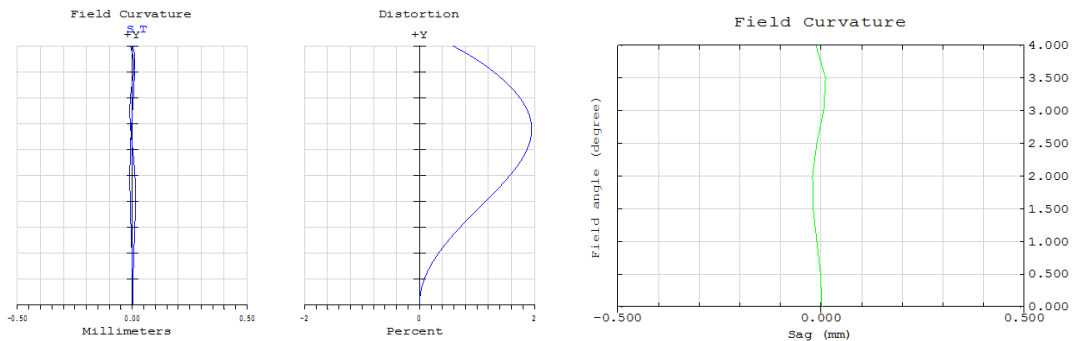 Field Curvature
S T
+Y
-0.50
0.00
0.50
Millimeters
Distortion
+Y
-2
0
2
Percent
Field Curvature
4.000
3.500
3.000
2.500
2.000
1.500
1.000
0.500
0.000
Field angle (degree)
-0.500
0.000
0.500
Sag (mm)